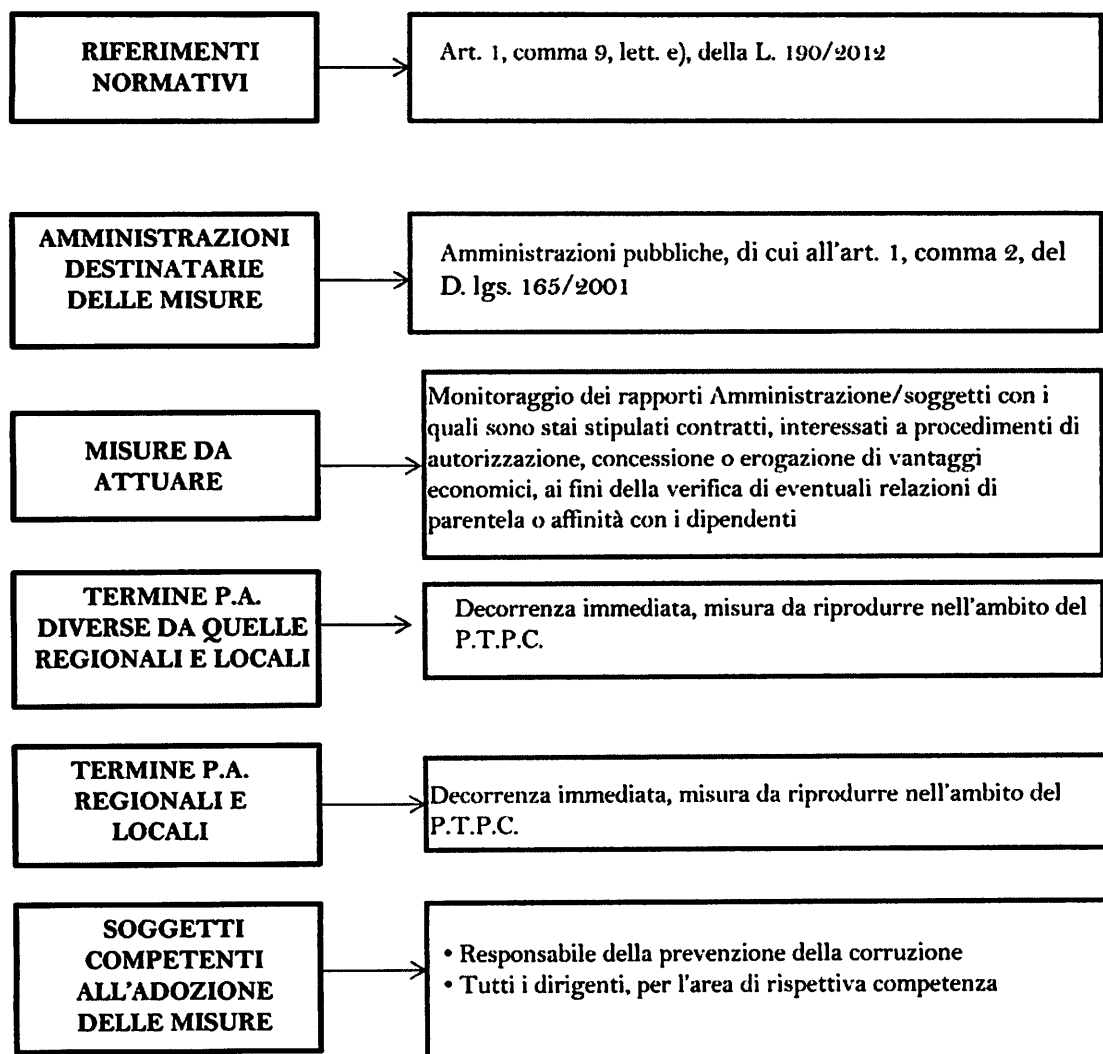 RIFERIMENTI
NORMATIVI
Art. 1, comma 9, lett. e), della L. 190/2012
AMMINISTRAZIONI
DESTINATARIE
DELLE MISURE
Amministrazioni pubbliche, di cui all'art. 1, comma 2, del
D. lgs. 165/2001
MISURE DA
ATTUARE
Monitoraggio dei rapporti Amministrazione/soggetti con i
quali sono stai stipulati contratti, interessati a procedimenti di
autorizzazione, concessione o erogazione di vantaggi
economici, ai fini della verifica di eventuali relazioni di
parentela o affinità con i dipendenti
TERMINE P.A.
DIVERSE DA QUELLE
REGIONALI E LOCALI
Decorrenza immediata, misura da riprodurre nell'ambito del
P.T.P.C.
TERMINE P.A.
REGIONALI E
LOCALI
Decorrenza immediata, misura da riprodurre nell'ambito del
P.T.P.C.
SOGGETTI
COMPETENTI
ALL'ADOZIONE
DELLE MISURE
• Responsabile della prevenzione della corruzione
• Tutti i dirigenti, per l'area di rispettiva competenza